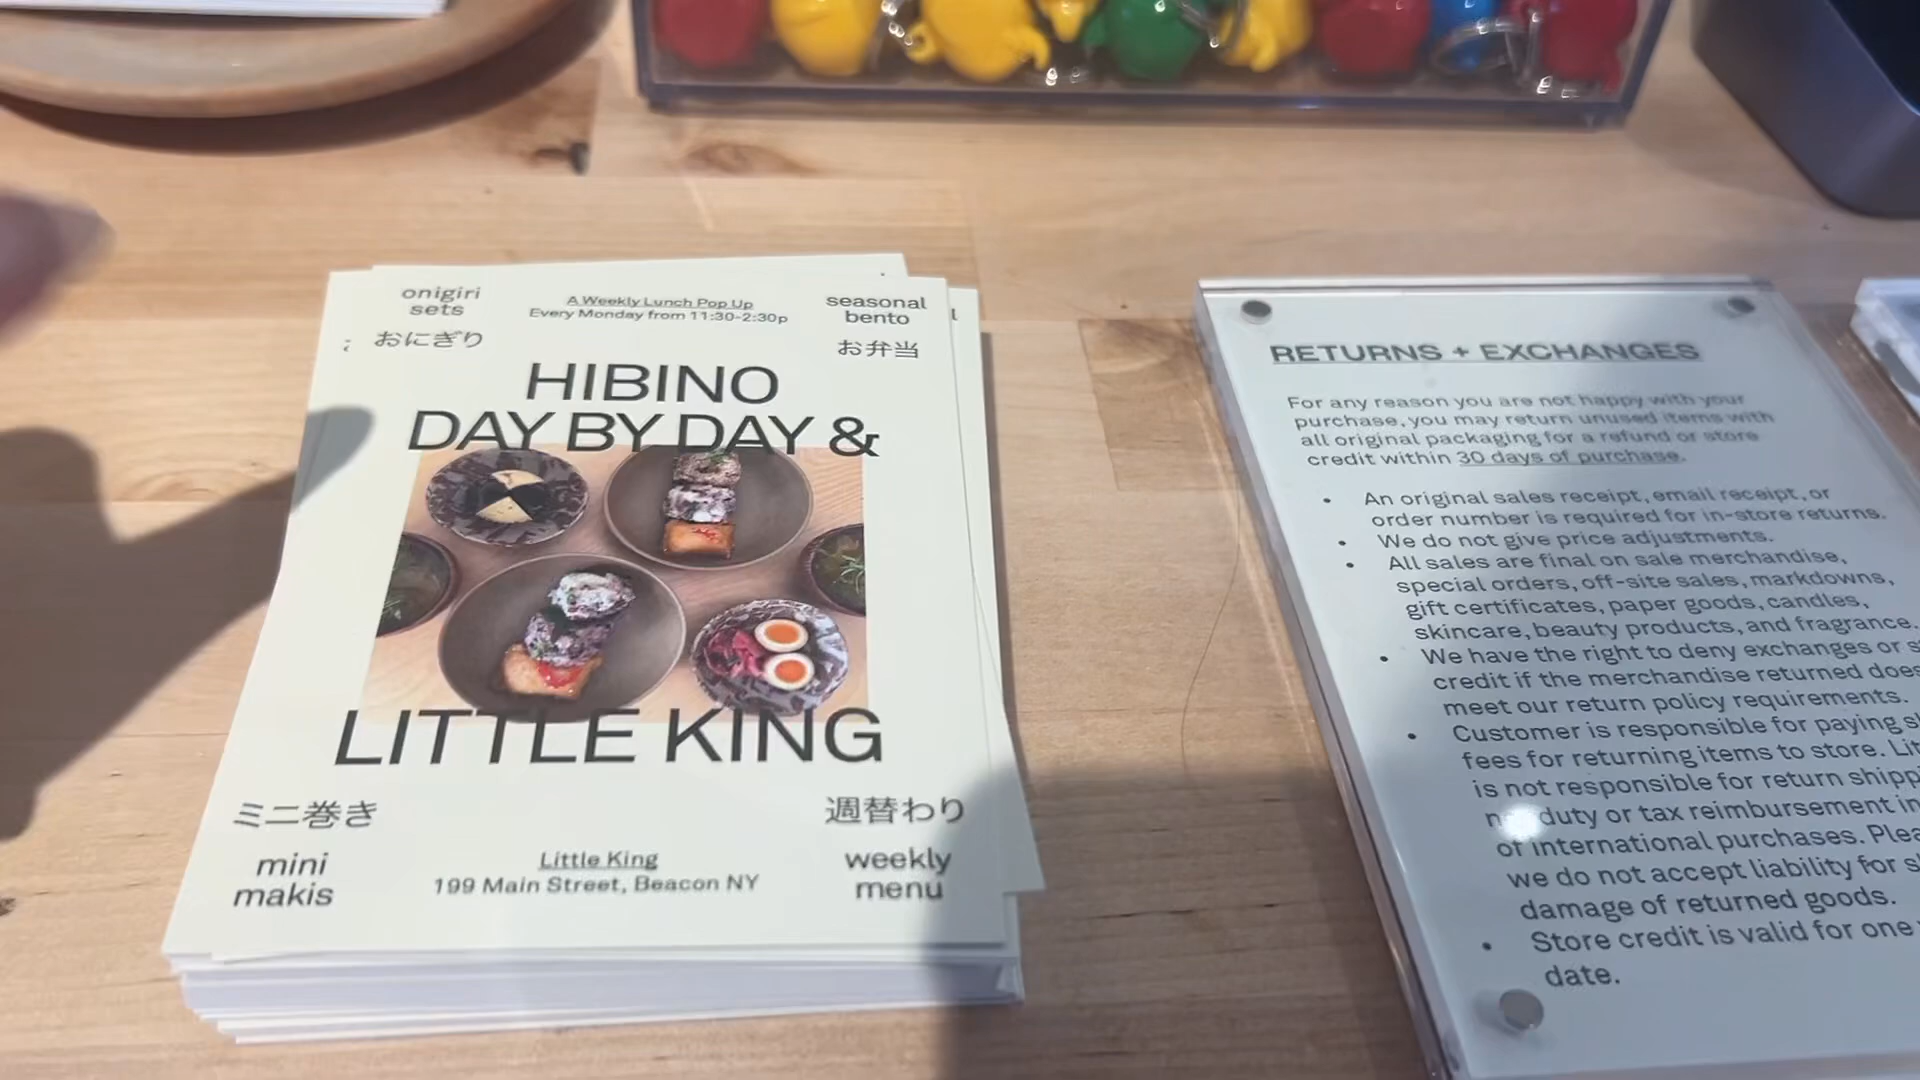 onigiri
sets
おにぎり
A Weekly Lunch Pop Up
Every Monday from 11:30-2:30p
seasonal
bento
お弁当
HIBINO
DAY BY DAY &
LITTLE KING
ミニ巻き
mini
makis
Little King
199 Main Street, Beacon NY
週替わり
weekly
menu
RETURNS + EXCHANGES
For any reason you are not happy with your
purchase, you may return unused items with
all original packaging for a refund or store
credit within 30 days of purchase.
• An original sales receipt, email receipt, or
order number is required for in-store returns.
• We do not give price adjustments.
• All sales are final on sale merchandise,
special orders, off-site sales, markdowns,
gift certificates, paper goods, candles,
skincare, beauty products, and fragrance.
• We have the right to deny exchanges or
credit if the merchandise returned does
meet our return policy requirements.
• Customer is responsible for paying
fees for returning items to store.
is not responsible for return
duty or tax reimbursement in
of international purchases.
we do not accept liability for
damage of returned goods.
• Store credit is valid for one
date.